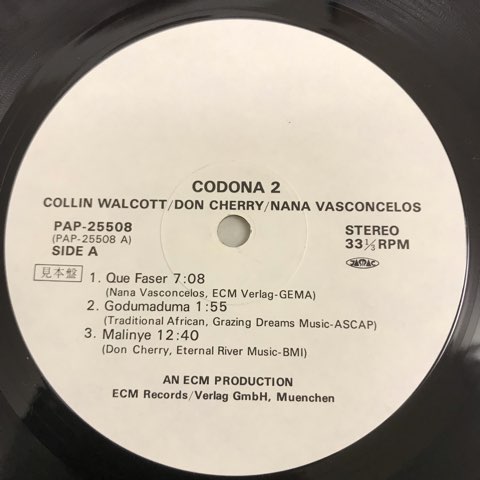 CODONA 2
COLLIN WALCOTT/DON CHERRY/NANA VASCONCELOS
PAP-25508
(PAP-25508 A)
SIDE A
STEREO
33 1/3 RPM
見本盤
JASRAC
1. Que Faser 7:08
(Nana Vasconcelos, ECM Verlag-GEMA)
2. Godumaduma 1:55
(Traditional African, Grazing Dreams Music-ASCAP)
3. Malinye 12:40
(Don Cherry, Eternal River Music-BMI)
AN ECM PRODUCTION
ECM Records/Verlag GmbH, Muenchen